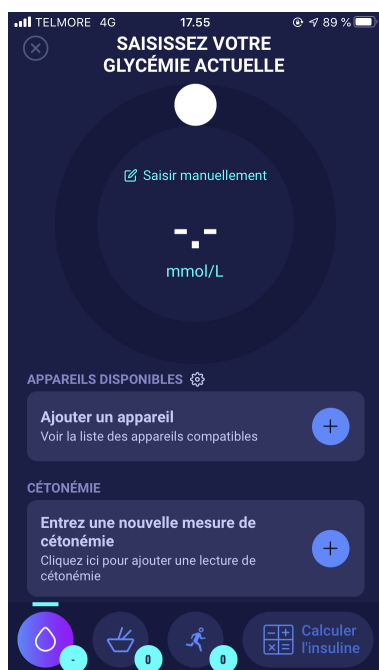 TELMORE 4G 17.55 89 %
SAISISSEZ VOTRE
GLYCÉMIE ACTUELLE
Saisir manuellement
-.-
mmol/L
APPAREILS DISPONIBLES
Ajouter un appareil
Voir la liste des appareils compatibles
CÉTONÉMIE
Entrez une nouvelle mesure de
cétonémie
Cliquez ici pour ajouter une lecture de
cétonémie
- 0 0
Calculer
l'insuline